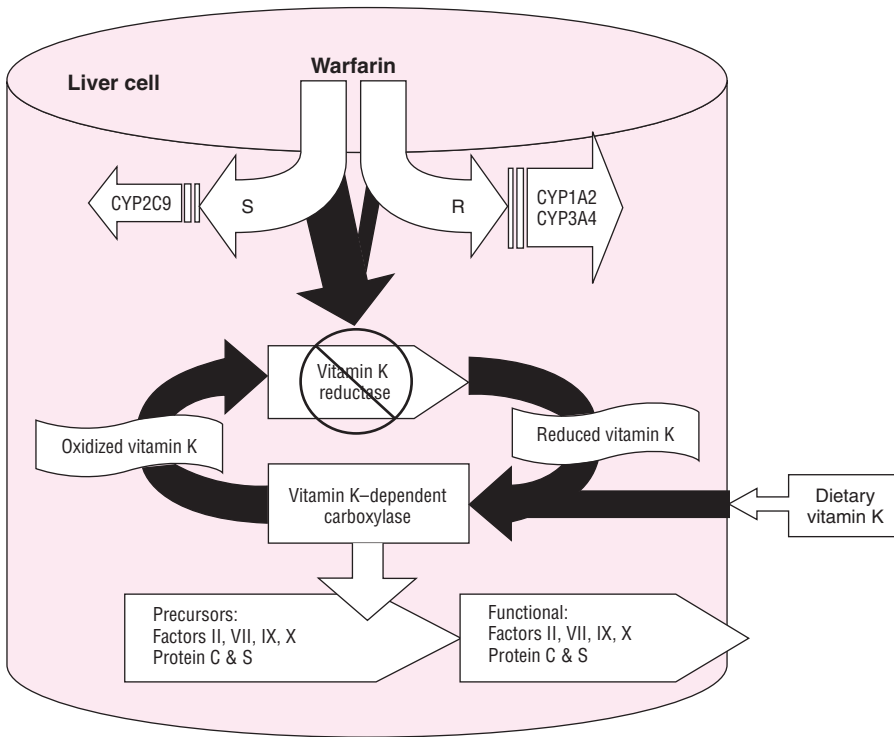 Warfarin
Liver cell
CYP2C9
S
R
CYP1A2
CYP3A4
Vitamin K
reductase
Oxidized vitamin K
Reduced vitamin K
Vitamin K–dependent
carboxylase
Dietary
vitamin K
Precursors:
Factors II, VII, IX, X
Protein C & S
Functional:
Factors II, VII, IX, X
Protein C & S